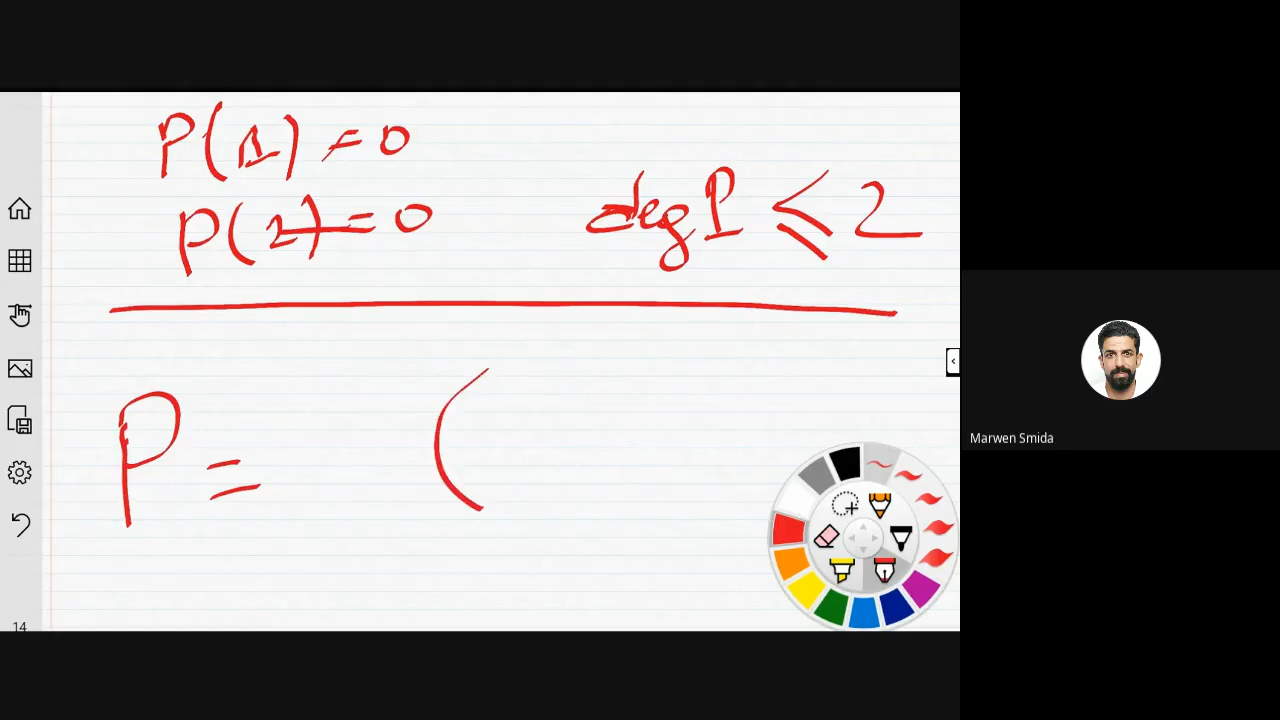 P(1)=0
P(2)=0
deg P ≤ 2
P = (
Marwen Smida
14